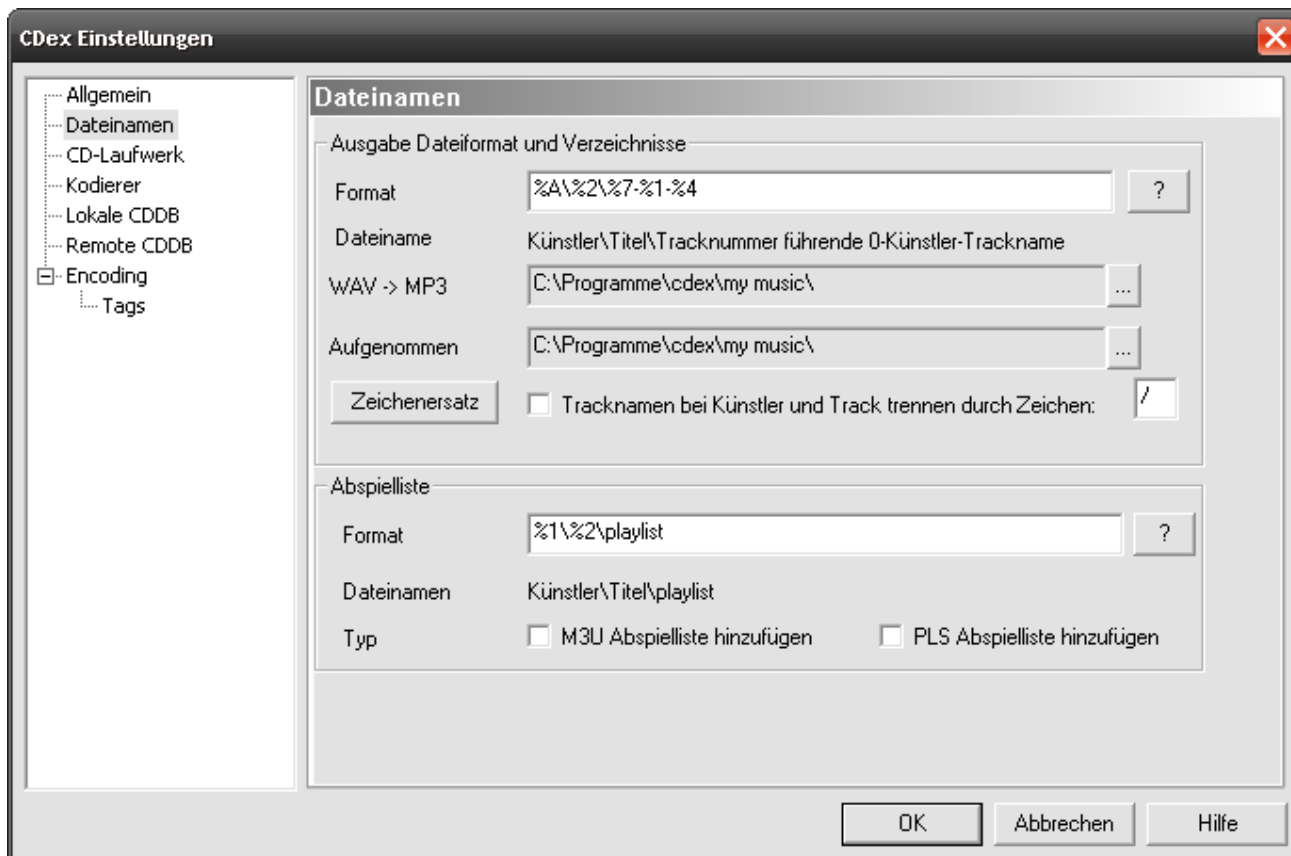 CDex Einstellungen
Allgemein
Dateinamen
CD-Laufwerk
Kodierer
Lokale CDDB
Remote CDDB
Encoding
Tags
Dateinamen
Ausgabe Dateiformat und Verzeichnisse
Format %A\%2\%7-%1-%4 ?
Dateiname Künstler\Titel\Tracknummer führende 0-Künstler-Trackname
WAV -> MP3 C:\Programme\cdex\my music\ ...
Aufgenommen C:\Programme\cdex\my music\ ...
Zeichenersatz Tracknamen bei Künstler und Track trennen durch Zeichen: /
Abspielliste
Format %1\%2\playlist ?
Dateinamen Künstler\Titel\playlist
Typ M3U Abspielliste hinzufügen PLS Abspielliste hinzufügen
OK Abbrechen Hilfe